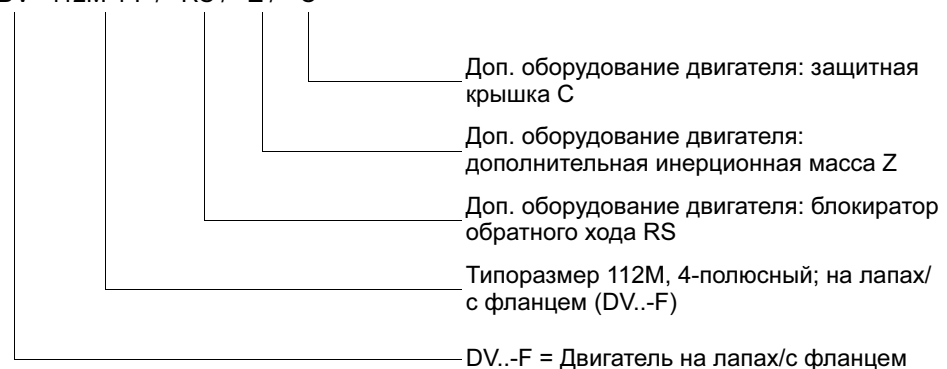 Доп. оборудование двигателя: защитная
крышка C
Доп. оборудование двигателя:
дополнительная инерционная масса Z
Доп. оборудование двигателя: блокиратор
обратного хода RS
Типоразмер 112M, 4-полюсный; на лапах/
с фланцем (DV..-F)
DV..-F = Двигатель на лапах/с фланцем